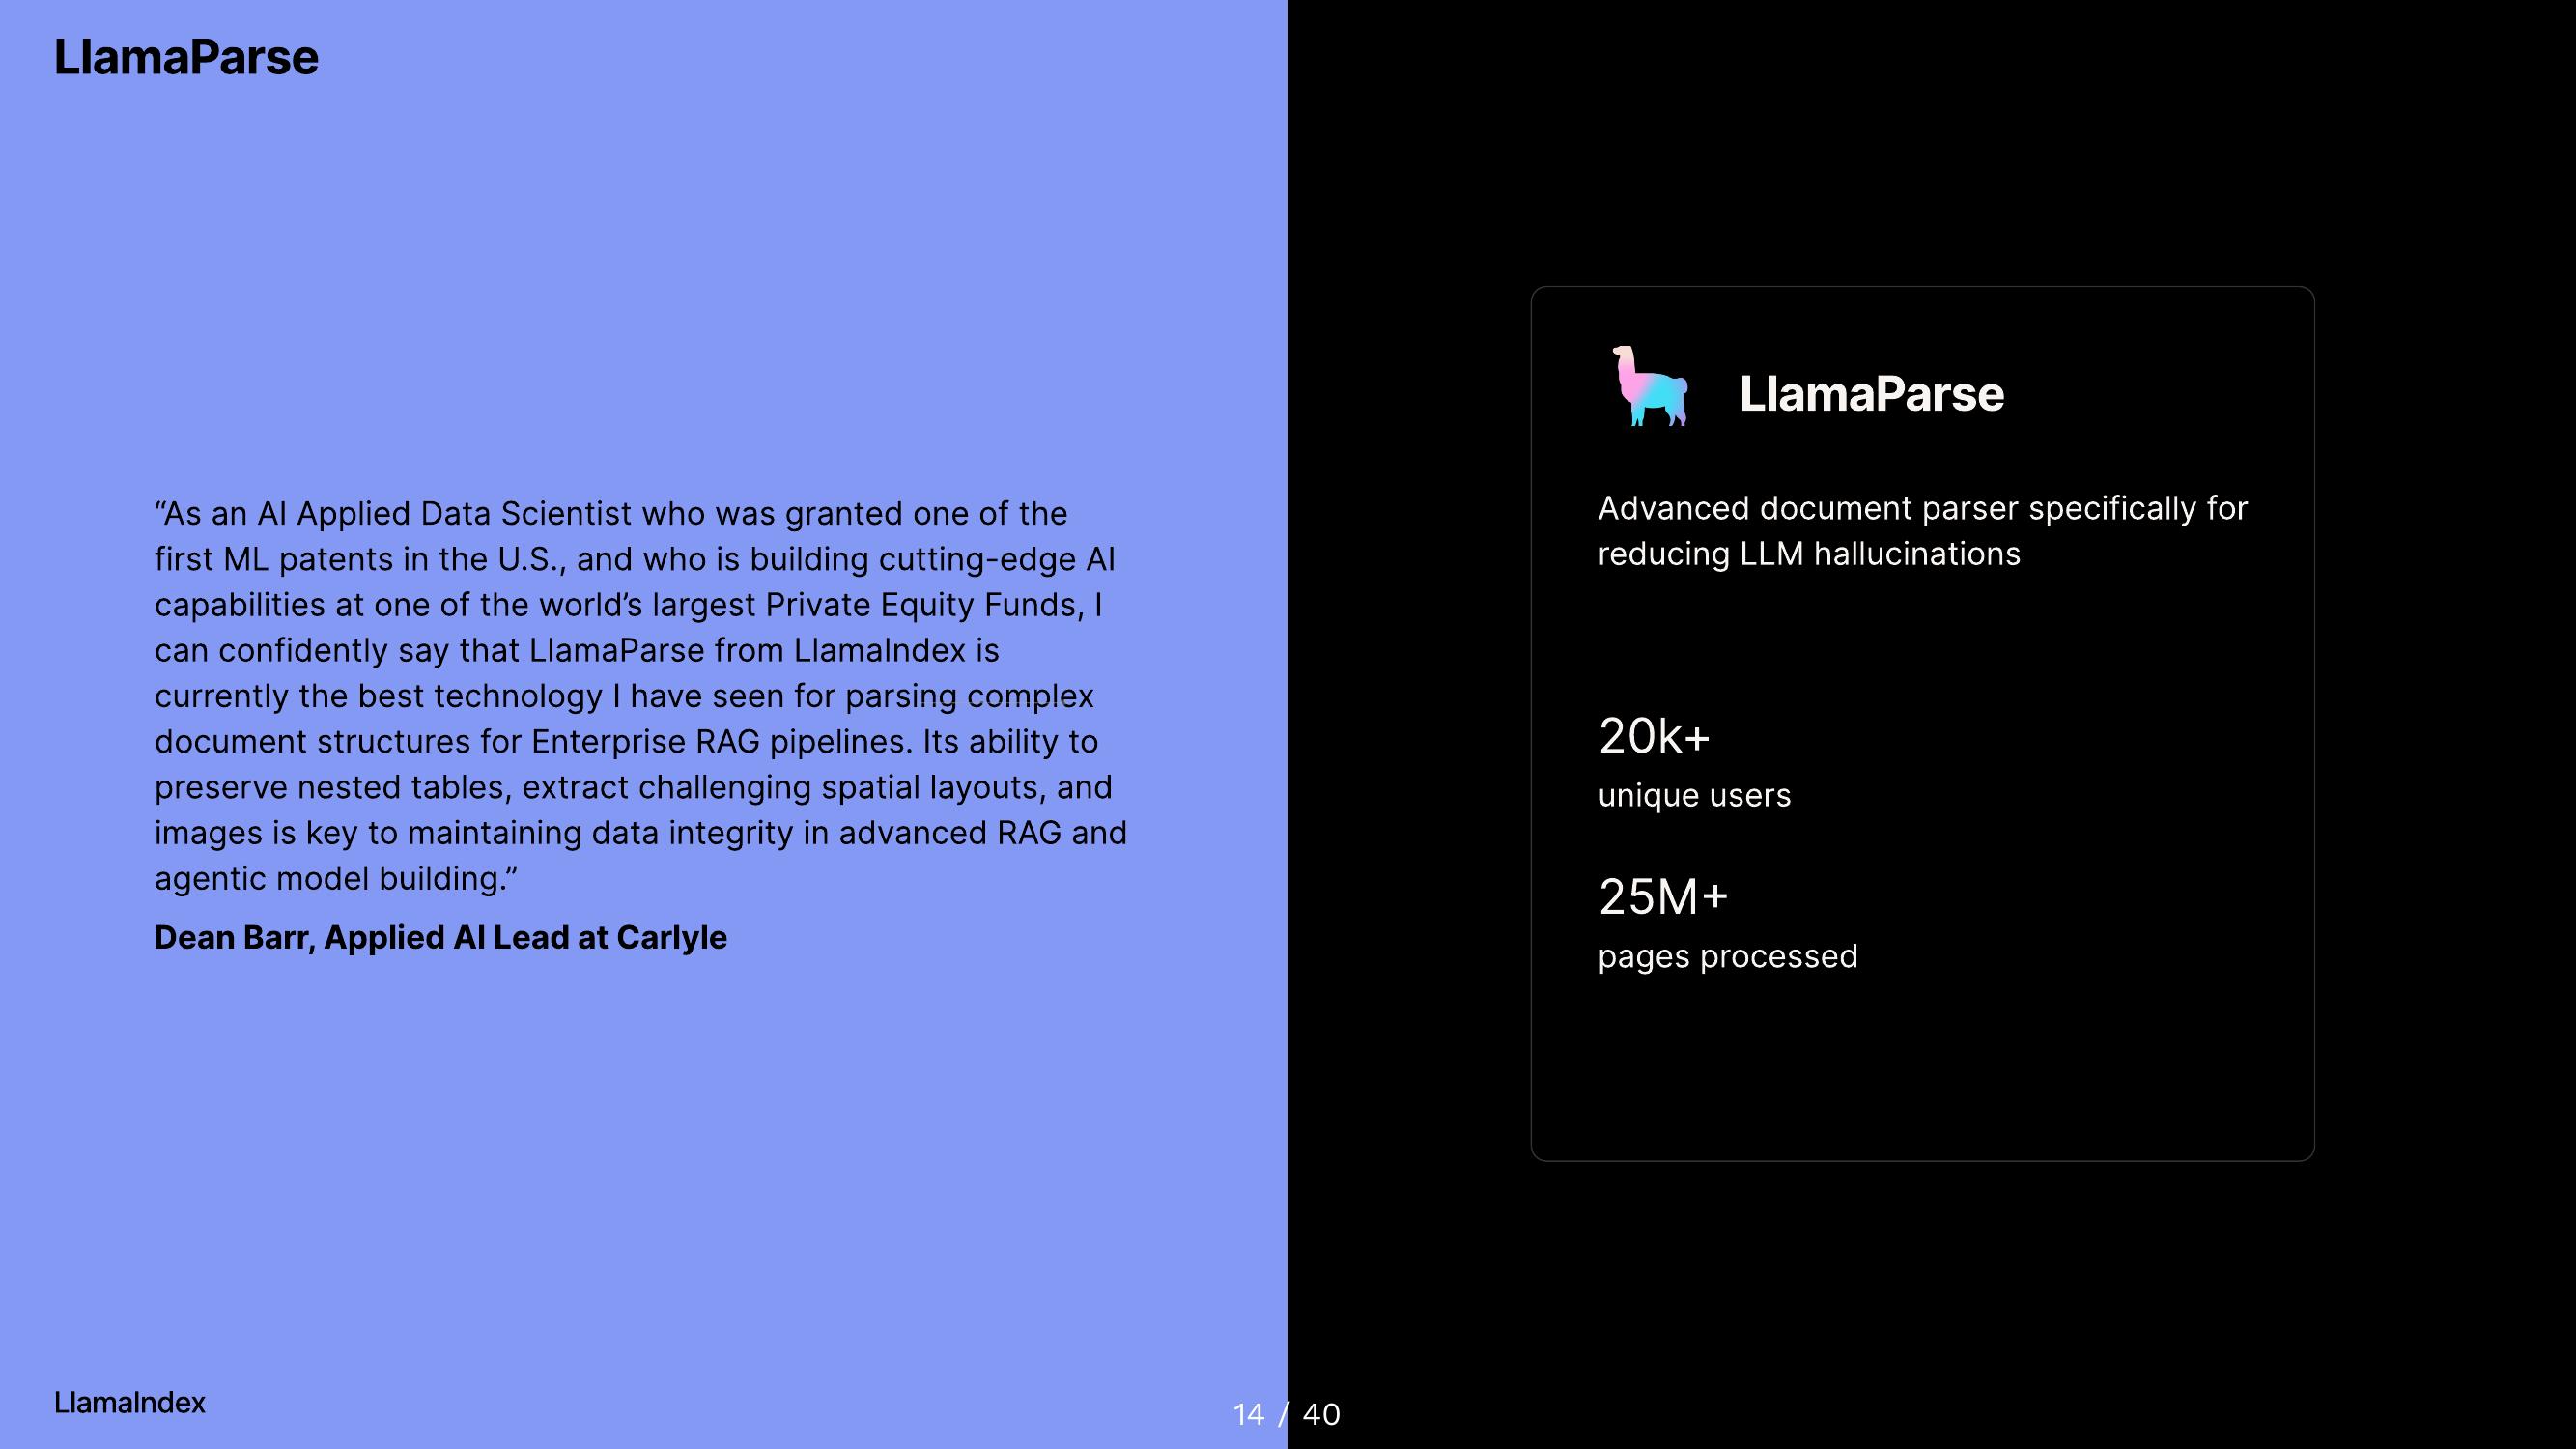 LlamaParse
“As an AI Applied Data Scientist who was granted one of the
first ML patents in the U.S., and who is building cutting-edge AI
capabilities at one of the world’s largest Private Equity Funds, I
can confidently say that LlamaParse from LlamaIndex is
currently the best technology I have seen for parsing complex
document structures for Enterprise RAG pipelines. Its ability to
preserve nested tables, extract challenging spatial layouts, and
images is key to maintaining data integrity in advanced RAG and
agentic model building.”
Dean Barr, Applied AI Lead at Carlyle
LlamaParse
Advanced document parser specifically for
reducing LLM hallucinations
20k+
unique users
25M+
pages processed
LlamaIndex
14 / 40